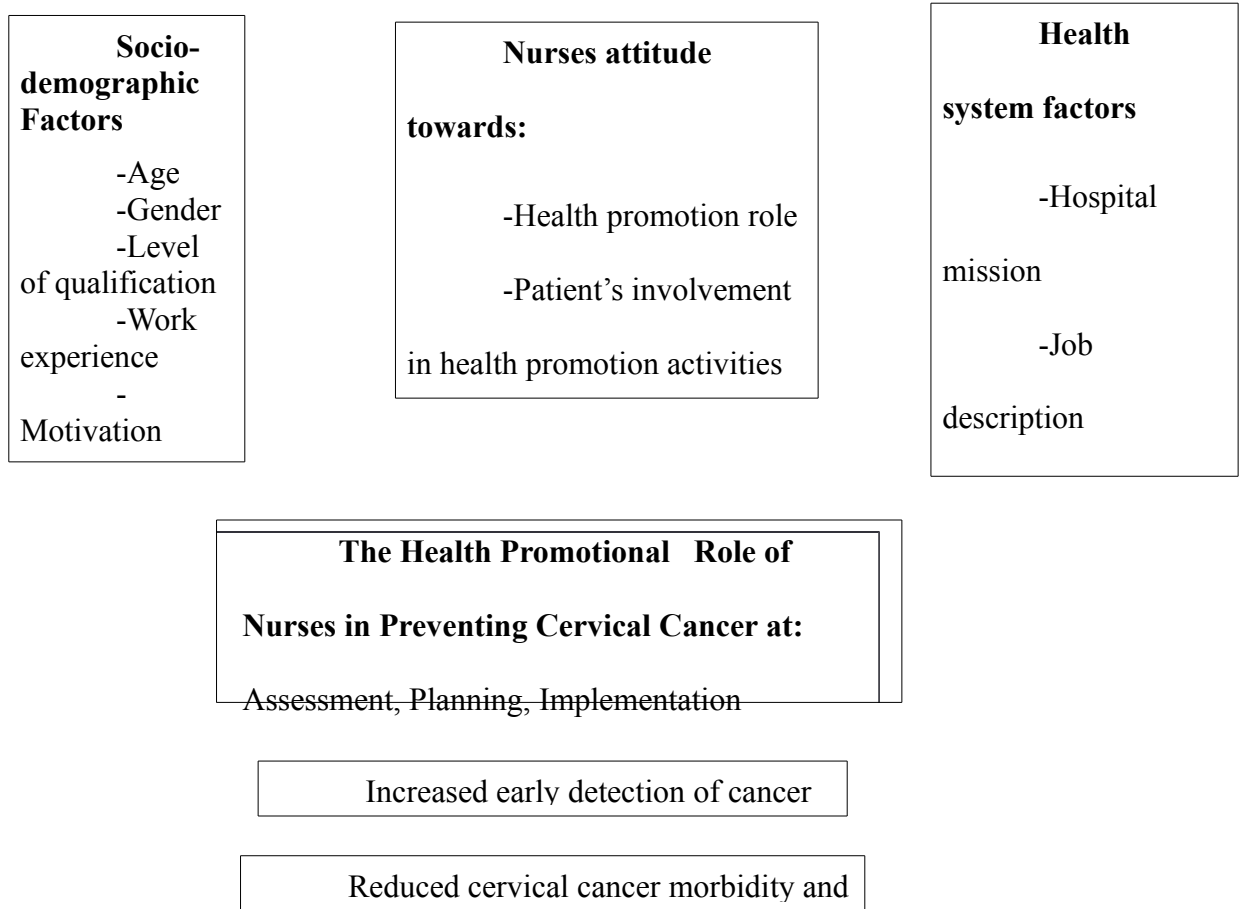 Socio-
demographic
Factors
-Age
-Gender
-Level
of qualification
-Work
experience
-
Motivation
Nurses attitude
towards:
-Health promotion role
-Patient’s involvement
in health promotion activities
Health
system factors
-Hospital
mission
-Job
description
The Health Promotional Role of
Nurses in Preventing Cervical Cancer at:
Assessment, Planning, Implementation
Increased early detection of cancer
Reduced cervical cancer morbidity and